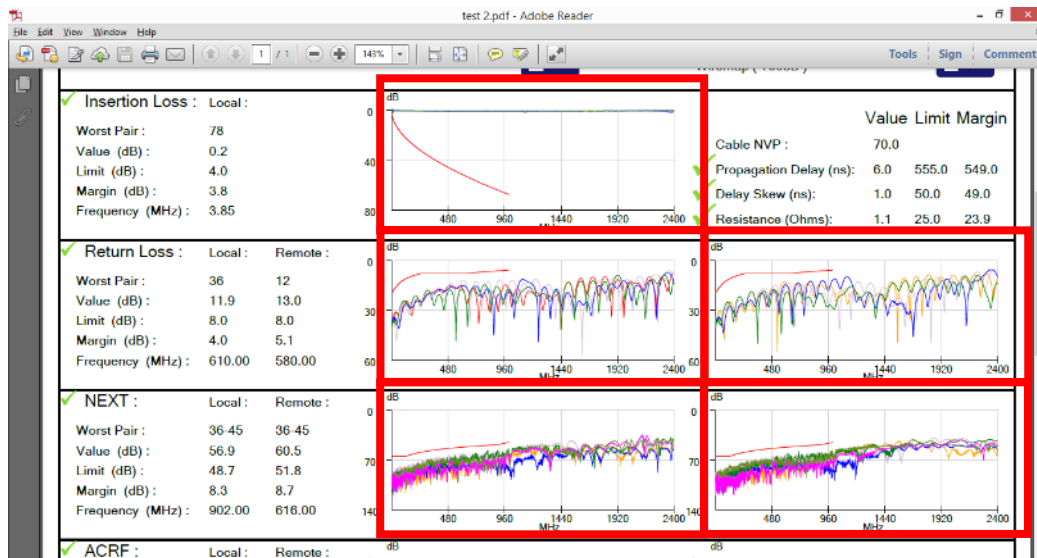 test 2.pdf - Adobe Reader
File Edit View Window Help
1 / 1 143% Tools Sign Comment
Insertion Loss : Local :
Worst Pair : 78
Value (dB) : 0.2
Limit (dB) : 4.0
Margin (dB) : 3.8
Frequency (MHz) : 3.85
dB
0
40
80
480 960 1440 1920 2400
MHz
Value Limit Margin
Cable NVP : 70.0
Propagation Delay (ns): 6.0 555.0 549.0
Delay Skew (ns): 1.0 50.0 49.0
Resistance (Ohms): 1.1 25.0 23.9
Return Loss : Local : Remote :
Worst Pair : 36 12
Value (dB) : 11.9 13.0
Limit (dB) : 8.0 8.0
Margin (dB) : 4.0 5.1
Frequency (MHz) : 610.00 580.00
dB
0
30
60
480 960 1440 1920 2400
MHz
dB
0
30
60
480 960 1440 1920 2400
MHz
NEXT : Local : Remote :
Worst Pair : 36-45 36-45
Value (dB) : 56.9 60.5
Limit (dB) : 48.7 51.8
Margin (dB) : 8.3 8.7
Frequency (MHz) : 902.00 616.00
dB
0
70
140
480 960 1440 1920 2400
MHz
dB
0
70
140
480 960 1440 1920 2400
MHz
ACRF : Local : Remote :
dB
dB